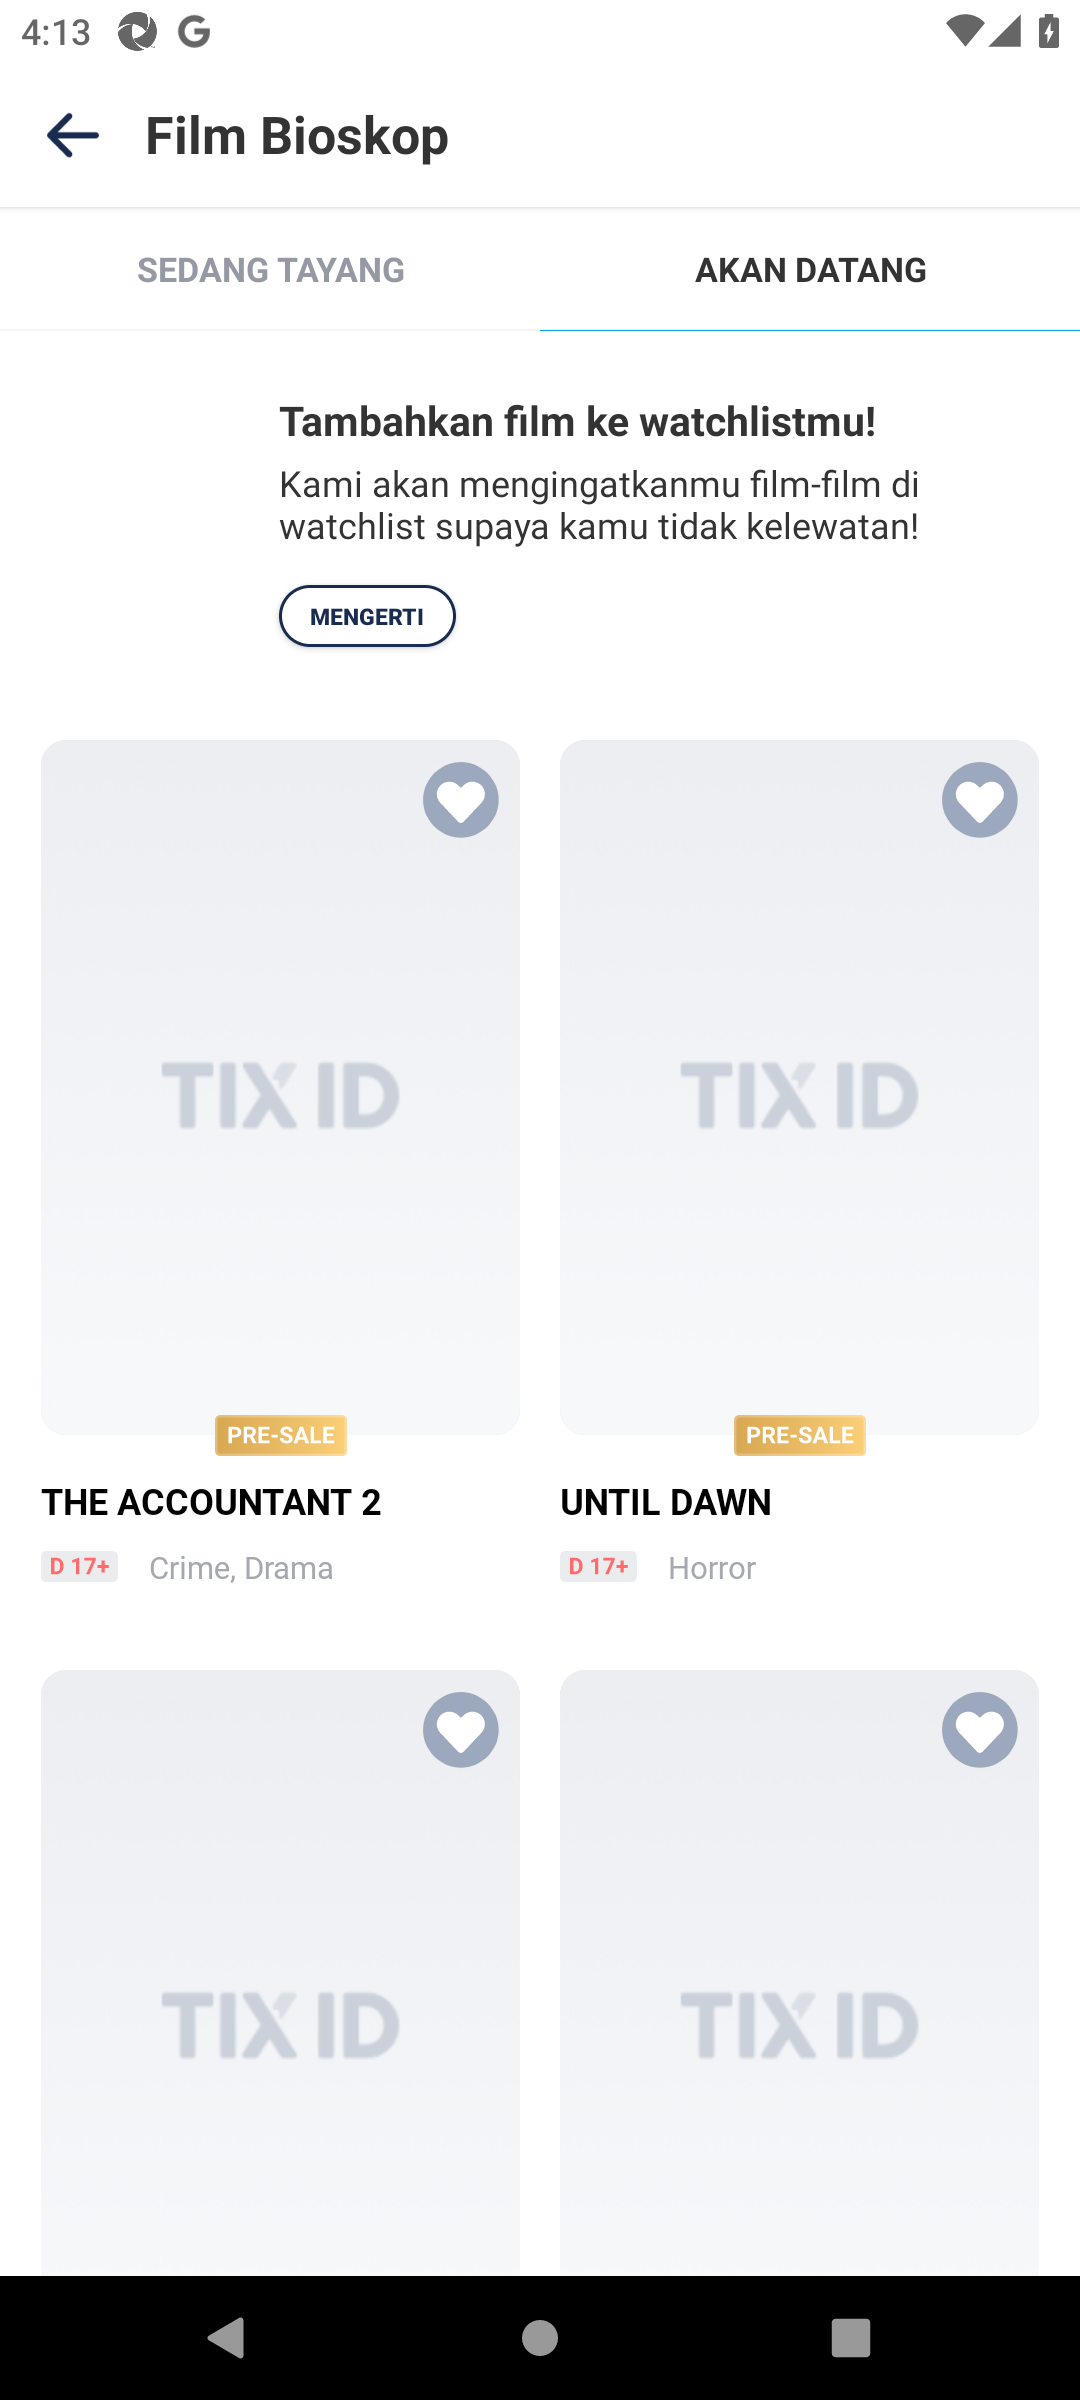 4:13
Film Bioskop
SEDANG TAYANG
AKAN DATANG
Tambahkan film ke watchlistmu!
Kami akan mengingatkanmu film-film di
watchlist supaya kamu tidak kelewatan!
MENGERTI
TIX ID
TIX ID
PRE-SALE
PRE-SALE
THE ACCOUNTANT 2
UNTIL DAWN
D 17+ Crime, Drama
D 17+ Horror
TIX ID
TIX ID